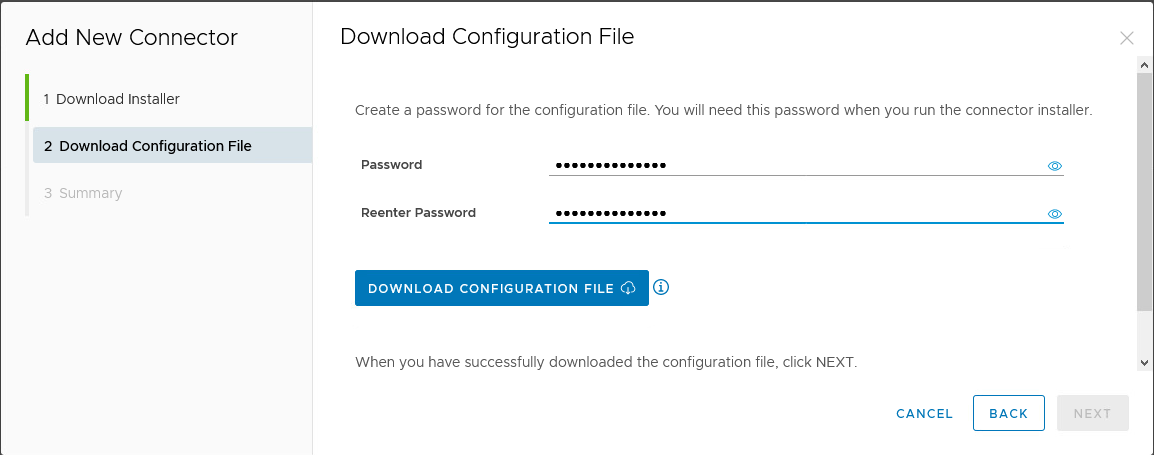 Add New Connector
1 Download Installer
2 Download Configuration File
3 Summary
Download Configuration File
Create a password for the configuration file. You will need this password when you run the connector installer.
Password ••••••••••••••
Reenter Password ••••••••••••••
DOWNLOAD CONFIGURATION FILE
When you have successfully downloaded the configuration file, click NEXT.
CANCEL BACK NEXT